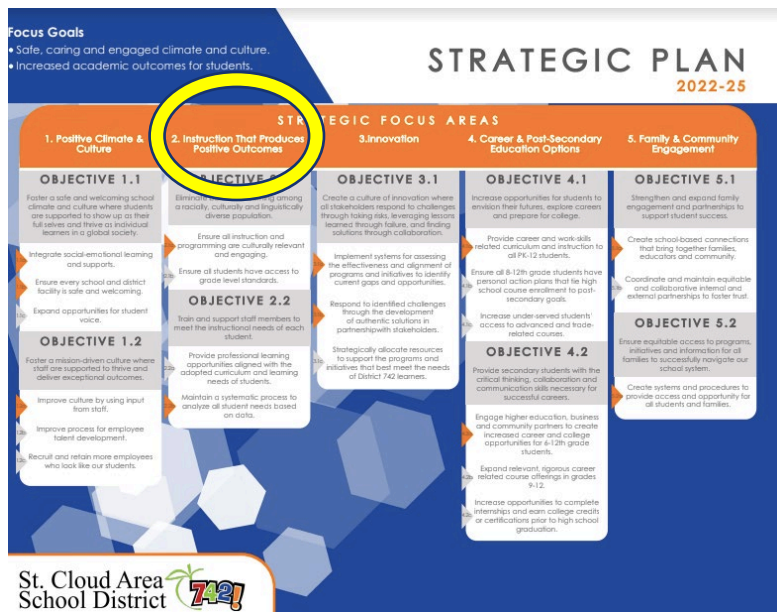 Focus Goals
• Safe, caring and engaged climate and culture.
• Increased academic outcomes for students.
STRATEGIC PLAN
2022-25
STRATEGIC FOCUS AREAS
1. Positive Climate &
Culture
OBJECTIVE 1.1
Foster a safe and welcoming school
climate and culture where students
are supported to show up as their
full selves and thrive as individual
learners in a global society.
Integrate social-emotional learning
and supports.
Ensure every school and district
facility is safe and welcoming.
Expand opportunities for student
voice.
OBJECTIVE 1.2
Foster a mission-driven culture where
staff are supported to thrive and
deliver exceptional outcomes.
Improve culture by using input
from staff.
Improve process for employee
talent development.
Recruit and retain more employees
who look like our students.
2. Instruction That Produces
Positive Outcomes
OBJECTIVE 2
Eliminate among
a racially, culturally and linguistically
diverse population.
Ensure all instruction and
programming are culturally relevant
and engaging.
Ensure all students have access to
grade level standards.
OBJECTIVE 2.2
Train and support staff members to
meet the instructional needs of each
student.
Provide professional learning
opportunities aligned with the
adopted curriculum and learning
needs of students.
Maintain a systematic process to
analyze all student needs based
on data.
3.Innovation
OBJECTIVE 3.1
Create a culture of innovation where
all stakeholders respond to challenges
through taking risks, leveraging lessons
learned through failure, and finding
solutions through collaboration.
Implement systems for assessing
the effectiveness and alignment of
programs and initiatives to identify
current gaps and opportunities.
Respond to identified challenges
through the development
of authentic solutions in
partnershipwith stakeholders.
Strategically allocate resources
to support the programs and
initiatives that best meet the needs
of District 742 learners.
4. Career & Post-Secondary
Education Options
OBJECTIVE 4.1
Increase opportunities for students to
envision their futures, explore careers
and prepare for college.
Provide career and work-skills
related curriculum and instruction to
all PK-12 students.
Ensure all 8-12th grade students have
personal action plans that tie high
school course enrollment to post-
secondary goals.
Increase under-served students'
access to advanced and trade-
related courses.
OBJECTIVE 4.2
Provide secondary students with the
critical thinking, collaboration and
communication skills necessary for
successful careers.
Engage higher education, business
and community partners to create
increased career and college
opportunities for 6-12th grade
students.
Expand relevant, rigorous career
related course offerings in grades
9-12.
Increase opportunities to complete
internships and earn college credits
or certifications prior to high school
graduation.
5. Family & Community
Engagement
OBJECTIVE 5.1
Strengthen and expand family
engagement and partnerships to
support student success.
Create school-based connections
that bring together families,
educators and community.
Coordinate and maintain equitable
and collaborative internal and
external partnerships to foster trust.
OBJECTIVE 5.2
Ensure equitable access to programs,
initiatives and information for all
families to successfully navigate our
school system.
Create systems and procedures to
provide access and opportunity for
all students and families.
St. Cloud Area
School District
742!